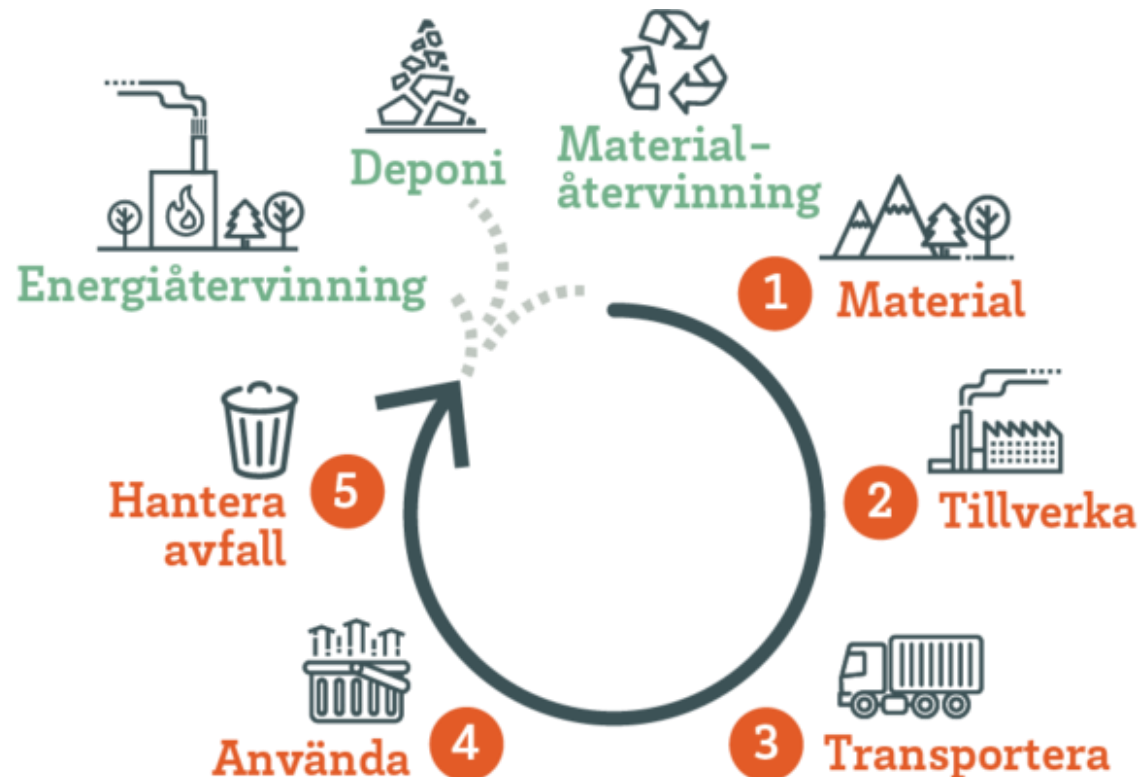 Deponi
Material-
återvinning
Energiåtervinning
1 Material
2 Tillverka
3 Transportera
4 Använda
5 Hantera
avfall